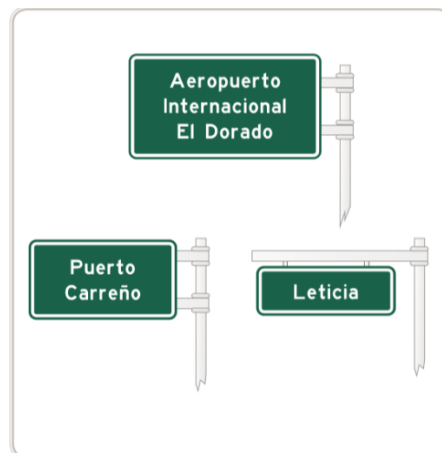 Aeropuerto
Internacional
El Dorado
Puerto
Carreño
Leticia